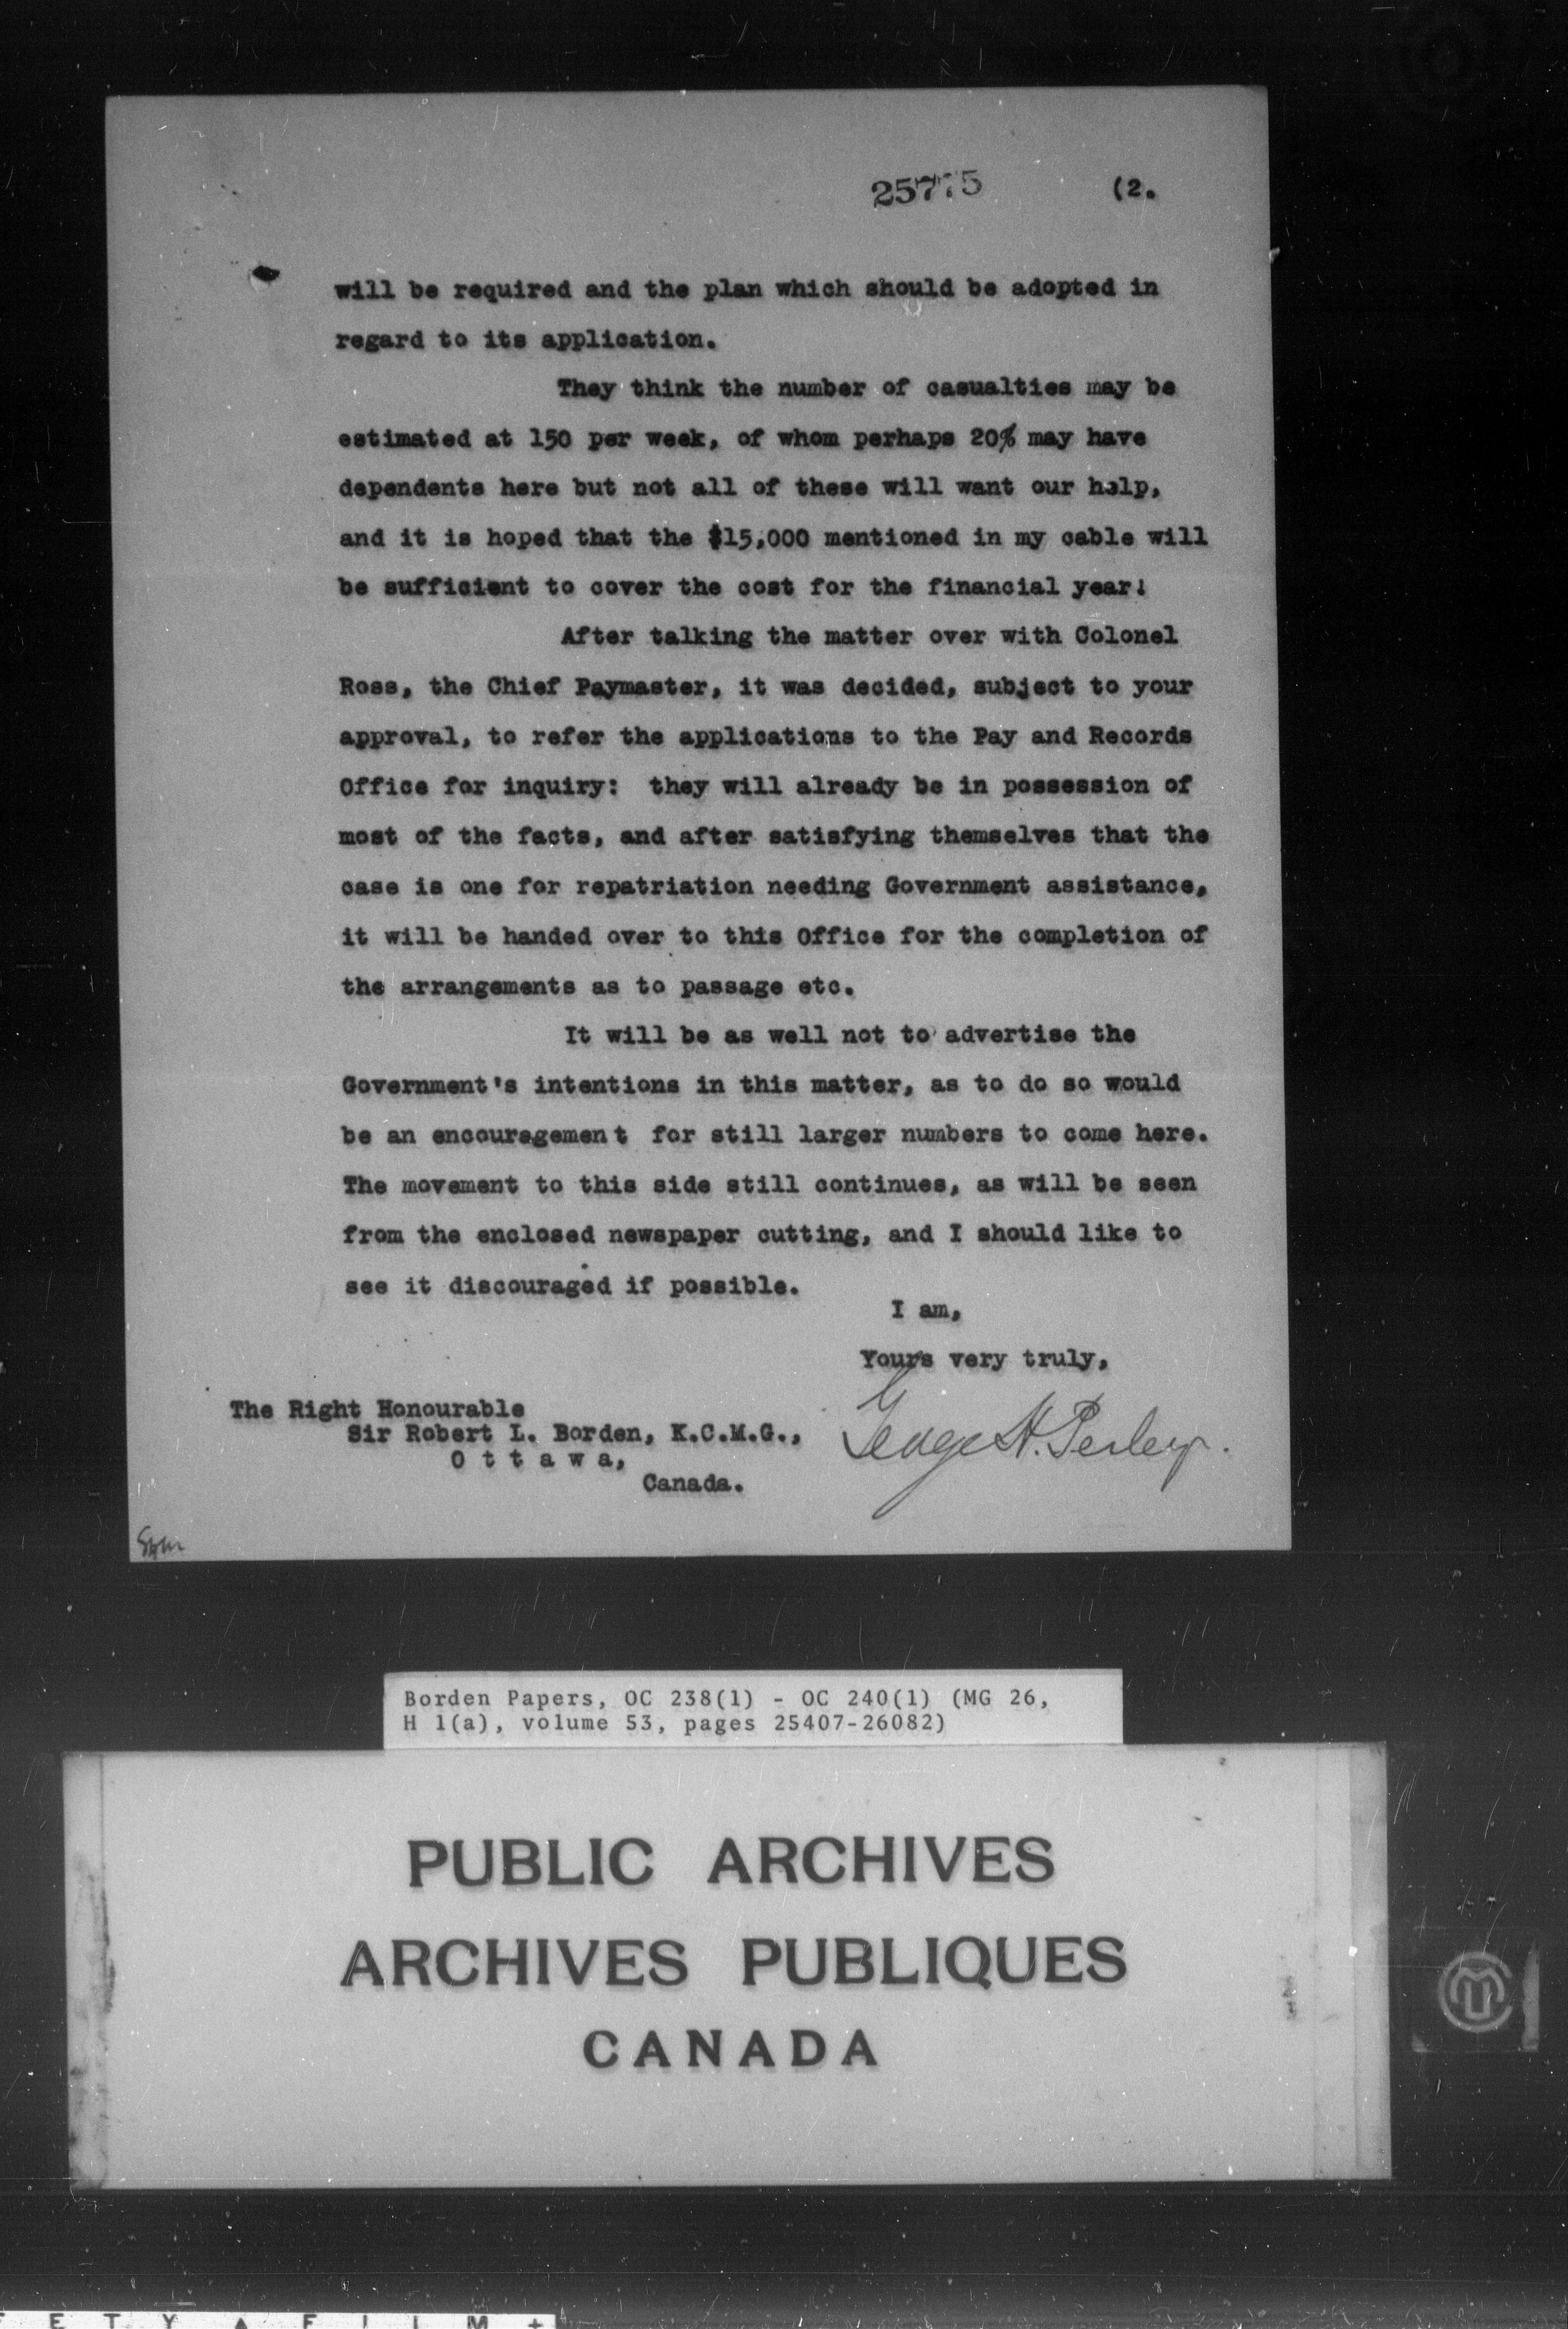 25775 (2.
will be required and the plan which should be adopted in
regard to its application.
They think the number of casualties may be
estimated at 150 per week, of whom perhaps 20% may have
dependents here but not all of these will want our help,
and it is hoped that the $15,000 mentioned in my cable will
be sufficient to cover the cost for the financial year.
After talking the matter over with Colonel
Ross, the Chief Paymaster, it was decided, subject to your
approval, to refer the applications to the Pay and Records
Office for inquiry: they will already be in possession of
most of the facts, and after satisfying themselves that the
case is one for repatriation needing Government assistance,
it will be handed over to this Office for the completion of
the arrangements as to passage etc.
It will be as well not to advertise the
Government's intentions in this matter, as to do so would
be an encouragement for still larger numbers to come here.
The movement to this side still continues, as will be seen
from the enclosed newspaper cutting, and I should like to
see it discouraged if possible.
I am,
Yours very truly,
George H. Perley.
The Right Honourable
Sir Robert L. Borden, K.C.M.G.,
Ottawa,
Canada.
Borden Papers, OC 238(1) - OC 240(1) (MG 26,
H 1(a), volume 53, pages 25407-26082)
PUBLIC ARCHIVES
ARCHIVES PUBLIQUES
CANADA
E T Y ▲ F I L M +